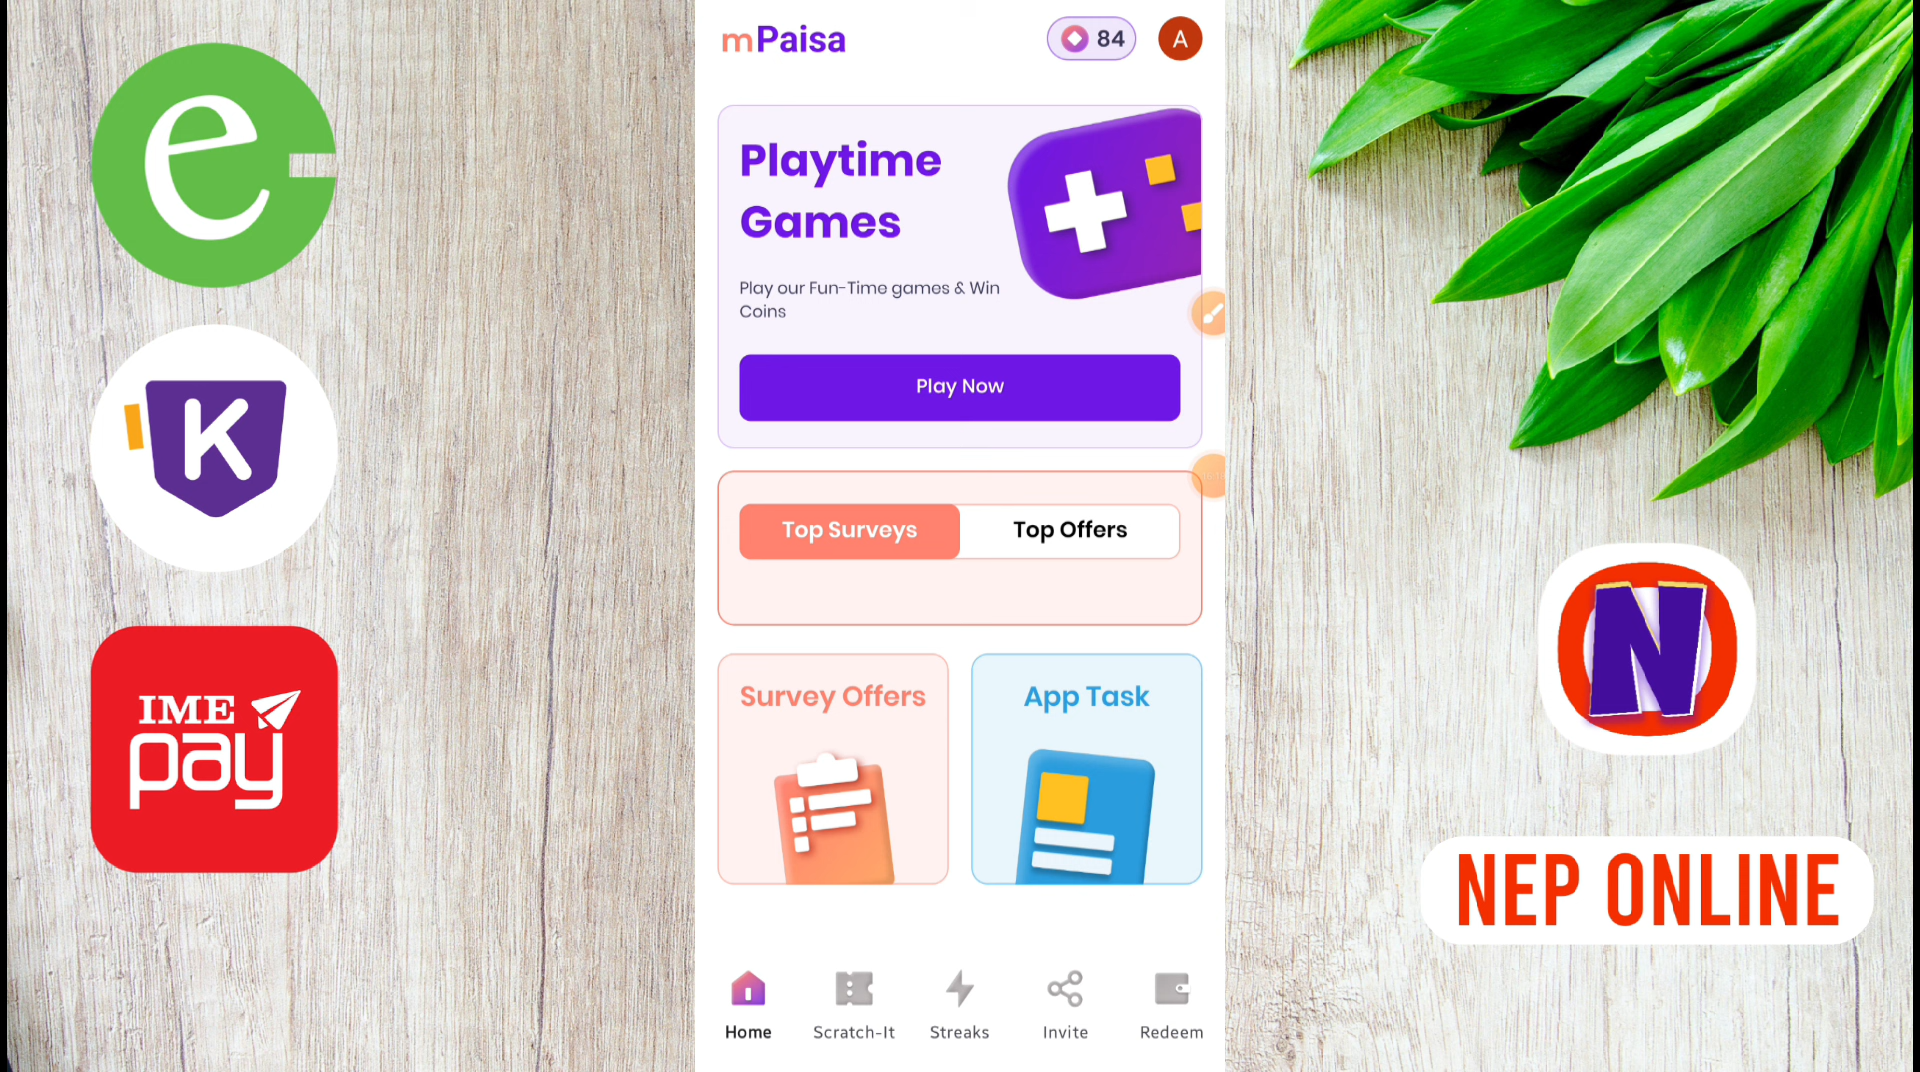 e
K
IME
pay
mPaisa
84
A
Playtime
Games
Play our Fun-Time games & Win
Coins
Play Now
Top Surveys
Top Offers
Survey Offers
App Task
Home
Scratch-It
Streaks
Invite
Redeem
N
NEP ONLINE